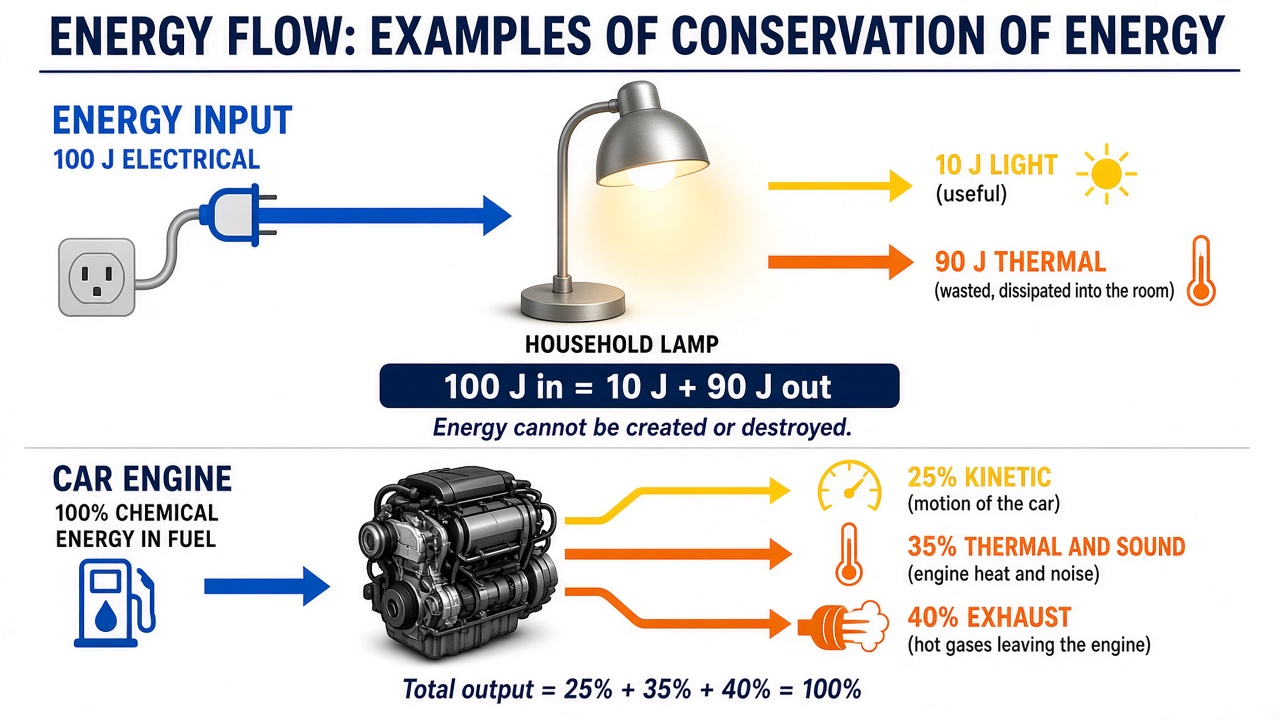 ENERGY FLOW: EXAMPLES OF CONSERVATION OF ENERGY
ENERGY INPUT
100 J ELECTRICAL
10 J LIGHT
(useful)
90 J THERMAL
(wasted, dissipated into the room)
HOUSEHOLD LAMP
100 J in = 10 J + 90 J out
Energy cannot be created or destroyed.
CAR ENGINE
100% CHEMICAL
ENERGY IN FUEL
25% KINETIC
(motion of the car)
35% THERMAL AND SOUND
(engine heat and noise)
40% EXHAUST
(hot gases leaving the engine)
Total output = 25% + 35% + 40% = 100%